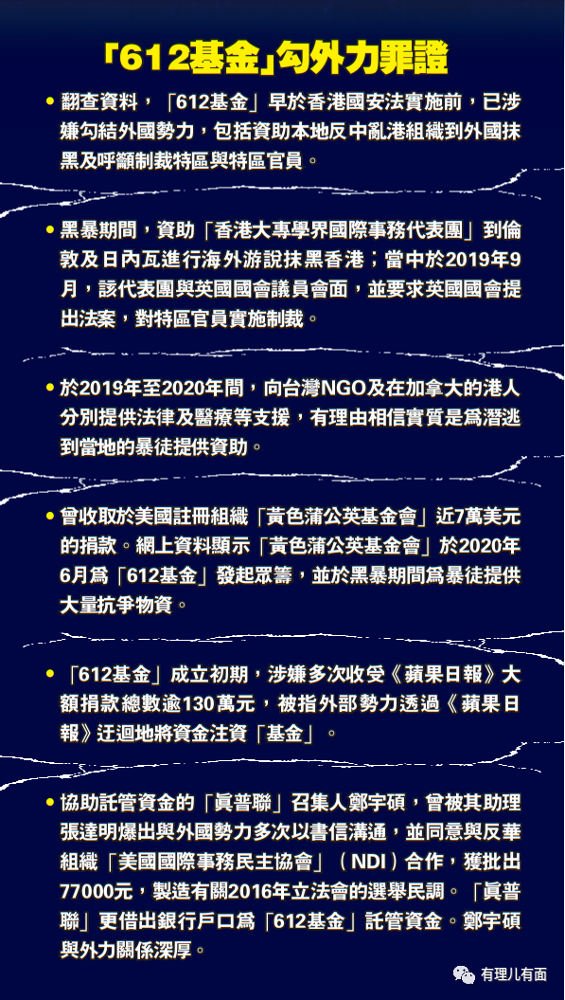 「612基金」勾外力罪證
• 翻查資料，「612基金」早於香港國安法實施前，已涉
嫌勾結外國勢力，包括資助本地反中亂港組織到外國抹
黑及呼籲制裁特區與特區官員。
• 黑暴期間，資助「香港大專學界國際事務代表團」到倫
敦及日內瓦進行海外游說抹黑香港；當中於2019年9
月，該代表團與英國國會議員會面，並要求英國國會提
出法案，對特區官員實施制裁。
• 於2019年至2020年間，向台灣NGO及在加拿大的港人
分別提供法律及醫療等支援，有理由相信實質是為潛逃
到當地的暴徒提供資助。
• 曾收取於美國註冊組織「黃色蒲公英基金會」近7萬美元
的捐款。網上資料顯示「黃色蒲公英基金會」於2020年
6月為「612基金」發起眾籌，並於黑暴期間為暴徒提供
大量抗爭物資。
• 「612基金」成立初期，涉嫌多次收受《蘋果日報》大
額捐款總數逾130萬元，被指外部勢力透過《蘋果日
報》迂迴地將資金注資「基金」。
• 協助託管資金的「眞普聯」召集人鄭宇碩，曾被其助理
張達明爆出與外國勢力多次以書信溝通，並同意與反華
組織「美國國際事務民主協會」（NDI）合作，獲批出
77000元，製造有關2016年立法會的選舉民調。「眞普
聯」更借出銀行戶口為「612基金」託管資金。鄭宇碩
與外力關係深厚。
有理儿有面